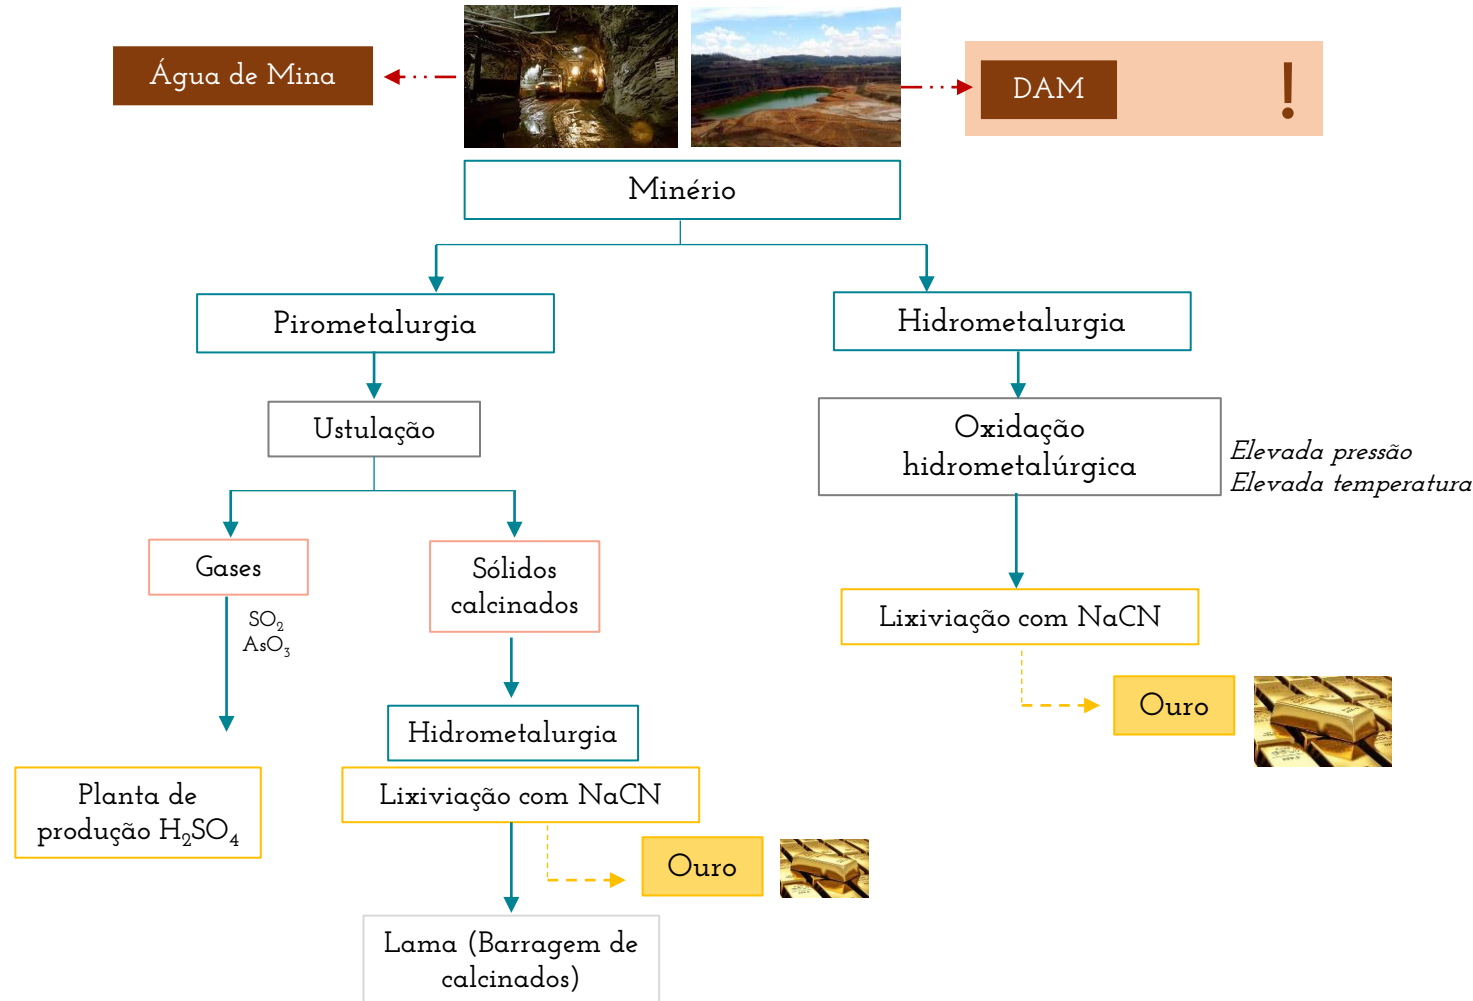 Água de Mina
DAM
!
Minério
Pirometalurgia
Hidrometalurgia
Ustulação
Oxidação
hidrometalúrgica
Elevada pressão
Elevada temperatura
Gases
Sólidos
calcinados
SO₂
AsO₃
Lixiviação com NaCN
Ouro
Hidrometalurgia
Planta de
produção H₂SO₄
Lixiviação com NaCN
Ouro
Lama (Barragem de
calcinados)